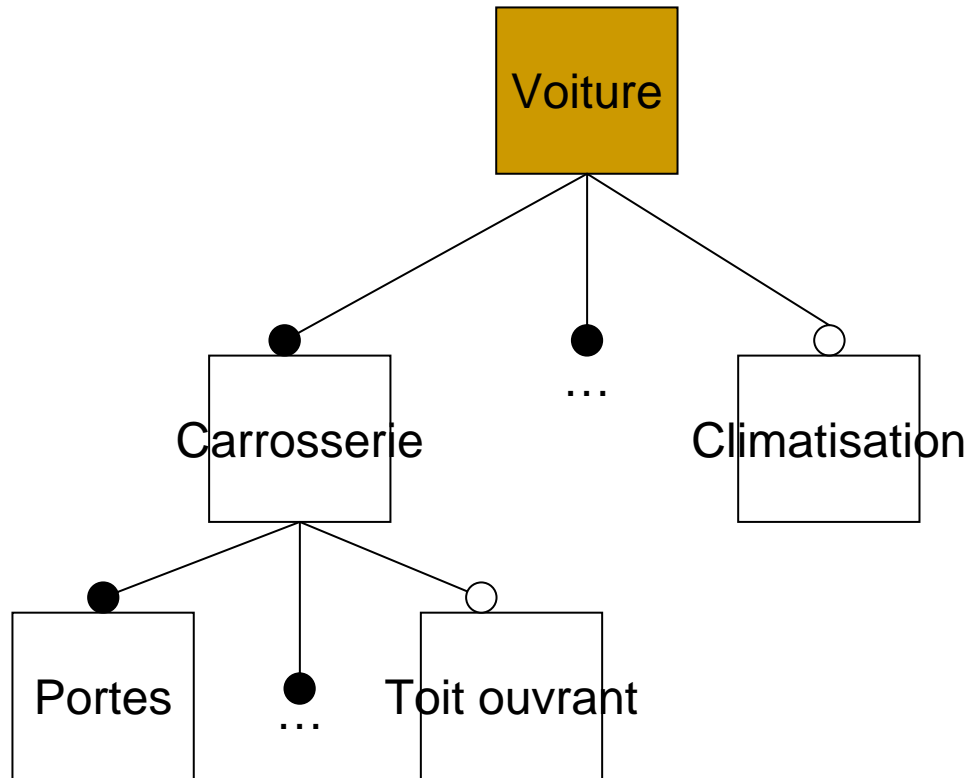 Voiture
…
Carrosserie
Climatisation
Portes
…
Toit ouvrant